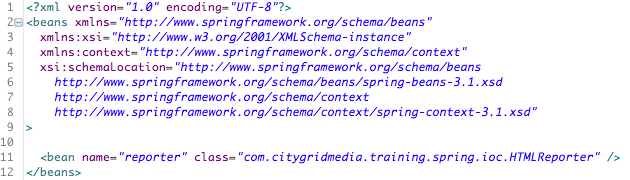 1 <?xml version="1.0" encoding="UTF-8"?>
2 <beans xmlns="http://www.springframework.org/schema/beans"
3   xmlns:xsi="http://www.w3.org/2001/XMLSchema-instance"
4   xmlns:context="http://www.springframework.org/schema/context"
5   xsi:schemaLocation="http://www.springframework.org/schema/beans
6     http://www.springframework.org/schema/beans/spring-beans-3.1.xsd
7     http://www.springframework.org/schema/context
8     http://www.springframework.org/schema/context/spring-context-3.1.xsd"
9 >
10
11   <bean name="reporter" class="com.citygridmedia.training.spring.ioc.HTMLReporter" />
12 </beans>